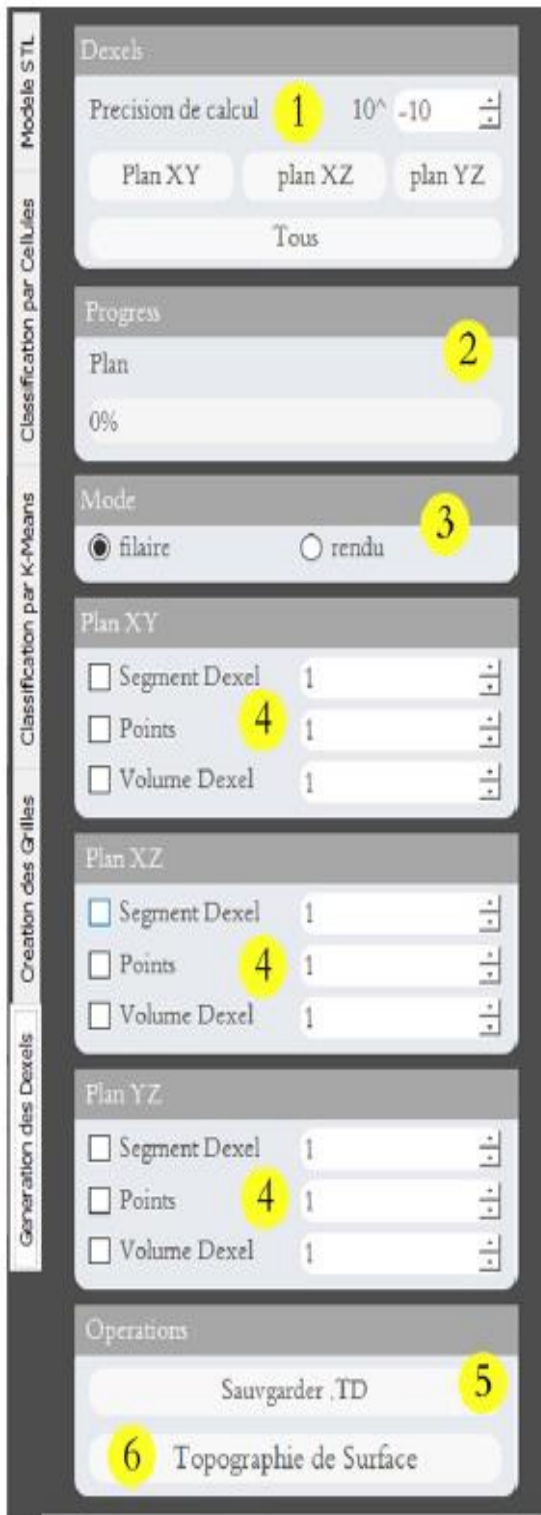 Modele STL
Classification par Cellules
Classification par K-Means
Creation des Grilles
Generation des Dexels
Dexels
Precision de calcul 1 10^ -10
Plan XY plan XZ plan YZ
Tous
Progress
2
Plan
0%
Mode
3
filaire rendu
Plan XY
Segment Dexel 1
4
Points 1
Volume Dexel 1
Plan XZ
Segment Dexel 1
Points 4 1
Volume Dexel 1
Plan YZ
Segment Dexel 1
Points 4 1
Volume Dexel 1
Operations
Sauvgarder .TD 5
6 Topographie de Surface